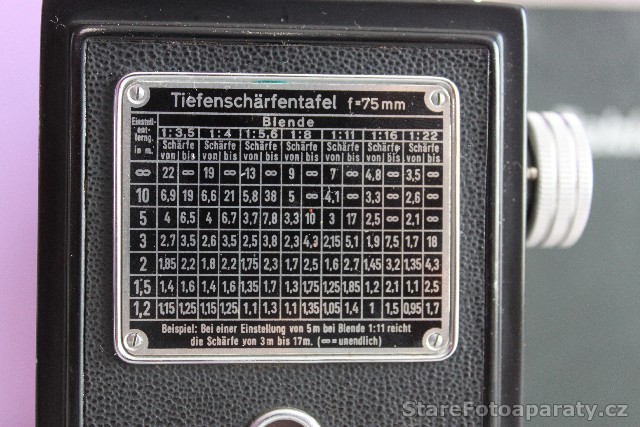 Tiefenschärfentafel f=75mm
Einstell- entferng. in m. Blende
1:3,5 1:4 1:5,6 1:8 1:11 1:16 1:22
Schärfe Schärfe Schärfe Schärfe Schärfe Schärfe Schärfe
von bis von bis von bis von bis von bis von bis von bis
∞ 22 ∞ 19 ∞ 13 ∞ 9 ∞ 7 ∞ 4,8 ∞ 3,5 ∞
10 6,9 19 6,6 21 5,8 38 5 ∞ 4,1 ∞ 3,3 ∞ 2,6 ∞
5 4 6,5 4 6,7 3,7 7,8 3,3 10 3 17 2,5 ∞ 2,1 ∞
3 2,7 3,5 2,6 3,5 2,5 3,8 2,3 4,3 2,15 5,1 1,9 7,5 1,7 18
2 1,85 2,2 1,8 2,2 1,75 2,3 1,7 2,5 1,6 2,7 1,45 3,2 1,35 4,3
1,5 1,4 1,6 1,4 1,6 1,35 1,7 1,3 1,75 1,25 1,85 1,2 2,1 1,1 2,5
1,2 1,15 1,25 1,15 1,25 1,1 1,3 1,1 1,35 1,05 1,4 1 1,5 0,95 1,7
Beispiel: Bei einer Einstellung von 5m bei Blende 1:11 reicht
die Schärfe von 3m bis 17m. (∞=unendlich)
StareFotoaparaty.cz